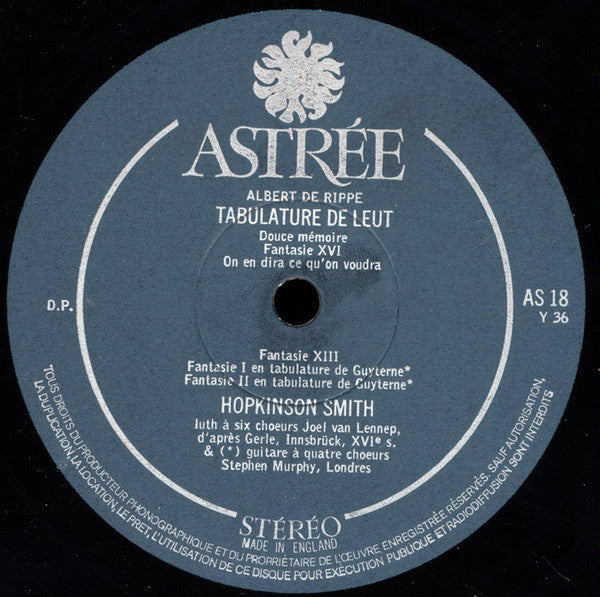 ASTRÉE
ALBERT DE RIPPE
TABULATURE DE LEUT
Douce mémoire
Fantasie XVI
On en dira ce qu'on voudra
D.P.
AS 18
Y 36
Fantasie XIII
Fantasie I en tabulature de Guyterne*
Fantasie II en tabulature de Guyterne*
HOPKINSON SMITH
luth à six choeurs Joel van Lennep,
d'après Gerle, Innsbrück, XVIe s.
& (*) guitare à quatre choeurs
Stephen Murphy, Londres
STÉRÉO
MADE IN ENGLAND
TOUS DROITS DU PRODUCTEUR PHONOGRAPHIQUE ET DU PROPRIÉTAIRE DE L'ŒUVRE ENREGISTRÉE RÉSERVÉS. SAUF AUTORISATION,
LA DUPLICATION, LA LOCATION, LE PRET, L'UTILISATION DE CE DISQUE POUR EXÉCUTION PUBLIQUE ET RADIODIFFUSION SONT INTERDITS